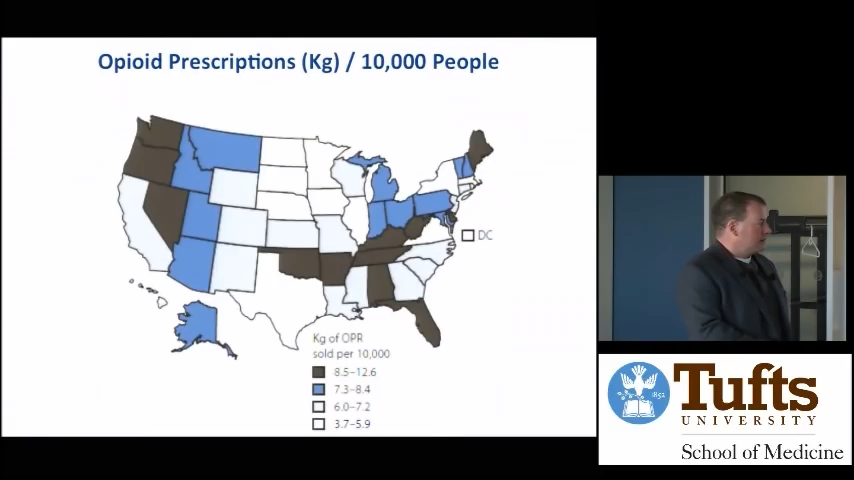 Opioid Prescriptions (Kg) / 10,000 People
DC
Kg of OPR
sold per 10,000
8.5–12.6
7.3–8.4
6.0–7.2
3.7–5.9
1852
Tufts
UNIVERSITY
School of Medicine